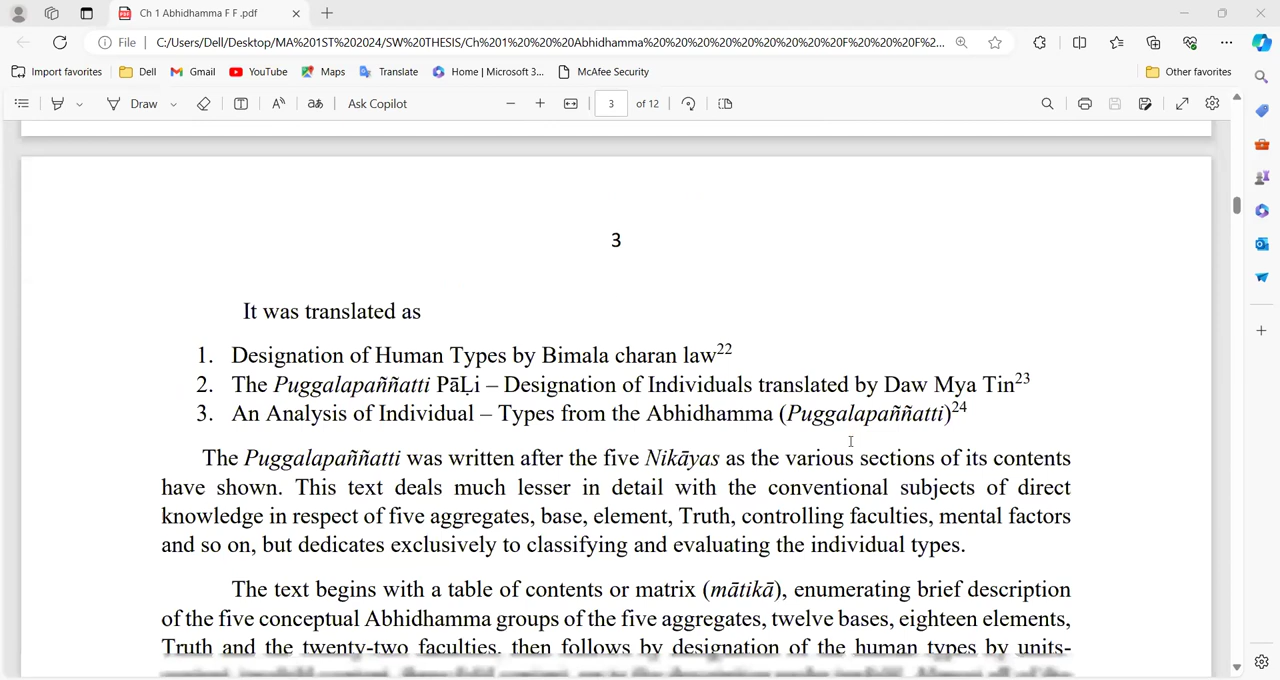 Ch 1 Abhidhamma F F .pdf
File C:/Users/Dell/Desktop/MA%201ST%202024/SW%20THESIS/Ch%201%20%20%20Abhidhamma%20%20%20%20%20%20%20%20%20F%20%20%20F%2...
Import favorites Dell Gmail YouTube Maps Translate Home | Microsoft 3... McAfee Security Other favorites
Draw aあ Ask Copilot 3 of 12
3
It was translated as
1. Designation of Human Types by Bimala charan law22
2. The Puggalapaññatti PāḶi – Designation of Individuals translated by Daw Mya Tin23
3. An Analysis of Individual – Types from the Abhidhamma (Puggalapaññatti)24
The Puggalapaññatti was written after the five Nikāyas as the various sections of its contents
have shown. This text deals much lesser in detail with the conventional subjects of direct
knowledge in respect of five aggregates, base, element, Truth, controlling faculties, mental factors
and so on, but dedicates exclusively to classifying and evaluating the individual types.
The text begins with a table of contents or matrix (mātikā), enumerating brief description
of the five conceptual Abhidhamma groups of the five aggregates, twelve bases, eighteen elements,
Truth and the twenty-two faculties, then follows by designation of the human types by units-